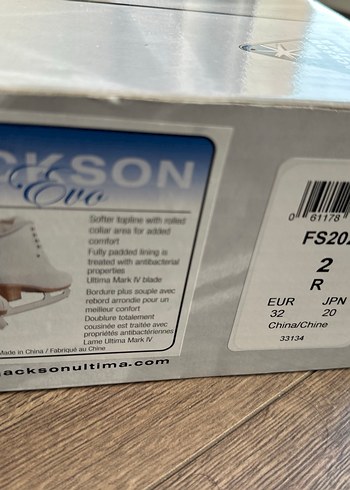 CKSON
Evo
Softer topline with rolled
collar area for added
comfort
Fully padded lining is
treated with antibacterial
properties
Ultima Mark IV blade
Bordure plus souple avec
rebord arrondie pour un
meilleur confort
Doublure totalement
cousinée est traitée avec
propriétés antibactériennes
Lame Ultima Mark IV
Made in China / Fabriqué au Chine
acksonultima.com
0 61178
FS202
2
R
EUR JPN
32 20
China/Chine
33134